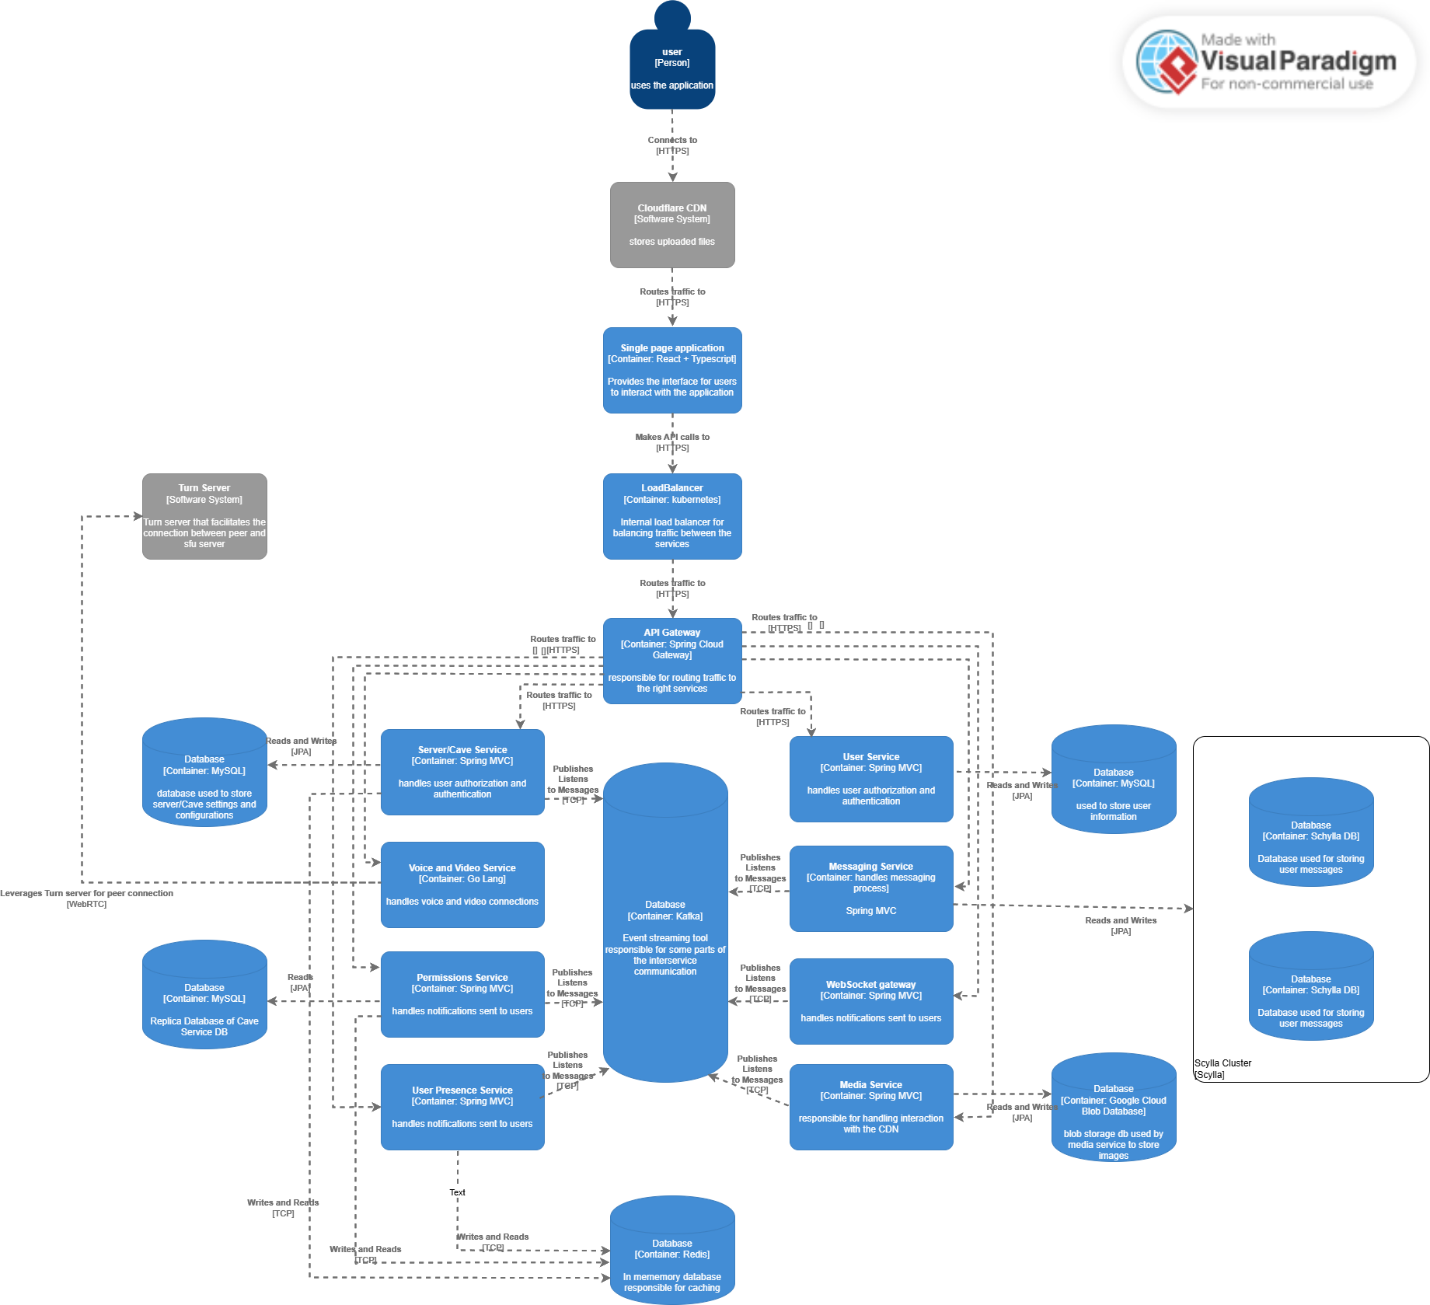 Made with
Visual Paradigm
For non-commercial use
user
[Person]
uses the application
Connects to
[HTTPS]
Cloudflare CDN
[Software System]
stores uploaded files
Routes traffic to
[HTTPS]
Single page application
[Container: React + Typescript]
Provides the interface for users
to interact with the application
Makes API calls to
[HTTPS]
Turn Server
[Software System]
Turn server that facilitates the
connection between peer and
sfu server
LoadBalancer
[Container: kubernetes]
Internal load balancer for
balancing traffic between the
services
Routes traffic to
[HTTPS]
API Gateway
[Container: Spring Cloud
Gateway]
responsible for routing traffic to
the right services
Routes traffic to
[] [][HTTPS]
Routes traffic to
[HTTPS] [] []
Routes traffic to
[HTTPS]
Routes traffic to
[HTTPS]
Database
[Container: MySQL]
database used to store
server/Cave settings and
configurations
Reads and Writes
[JPA]
Server/Cave Service
[Container: Spring MVC]
handles user authorization and
authentication
Publishes
Listens
to Messages
[TCP]
User Service
[Container: Spring MVC]
handles user authorization and
authentication
Reads and Writes
[JPA]
Database
[Container: MySQL]
used to store user
information
Database
[Container: Schylla DB]
Database used for storing
user messages
Voice and Video Service
[Container: Go Lang]
handles voice and video connections
Leverages Turn server for peer connection
[WebRTC]
Database
[Container: Kafka]
Event streaming tool
responsible for some parts of
the interservice
communication
Publishes
Listens
to Messages
[TCP]
Messaging Service
[Container: handles messaging
process]
Spring MVC
Reads and Writes
[JPA]
Database
[Container: MySQL]
Replica Database of Cave
Service DB
Reads
[JPA]
Permissions Service
[Container: Spring MVC]
handles notifications sent to users
Publishes
Listens
to Messages
[TCP]
Publishes
Listens
to Messages
[TCP]
WebSocket gateway
[Container: Spring MVC]
handles notifications sent to users
Database
[Container: Schylla DB]
Database used for storing
user messages
Scylla Cluster
[Scylla]
User Presence Service
[Container: Spring MVC]
handles notifications sent to users
Publishes
Listens
to Messages
[TCP]
Publishes
Listens
to Messages
[TCP]
Media Service
[Container: Spring MVC]
responsible for handling interaction
with the CDN
Reads and Writes
[JPA]
Database
[Container: Google Cloud
Blob Database]
blob storage db used by
media service to store
images
Text
Writes and Reads
[TCP]
Writes and Reads
[TCP]
Writes and Reads
[TCP]
Database
[Container: Redis]
In mememory database
responsible for caching